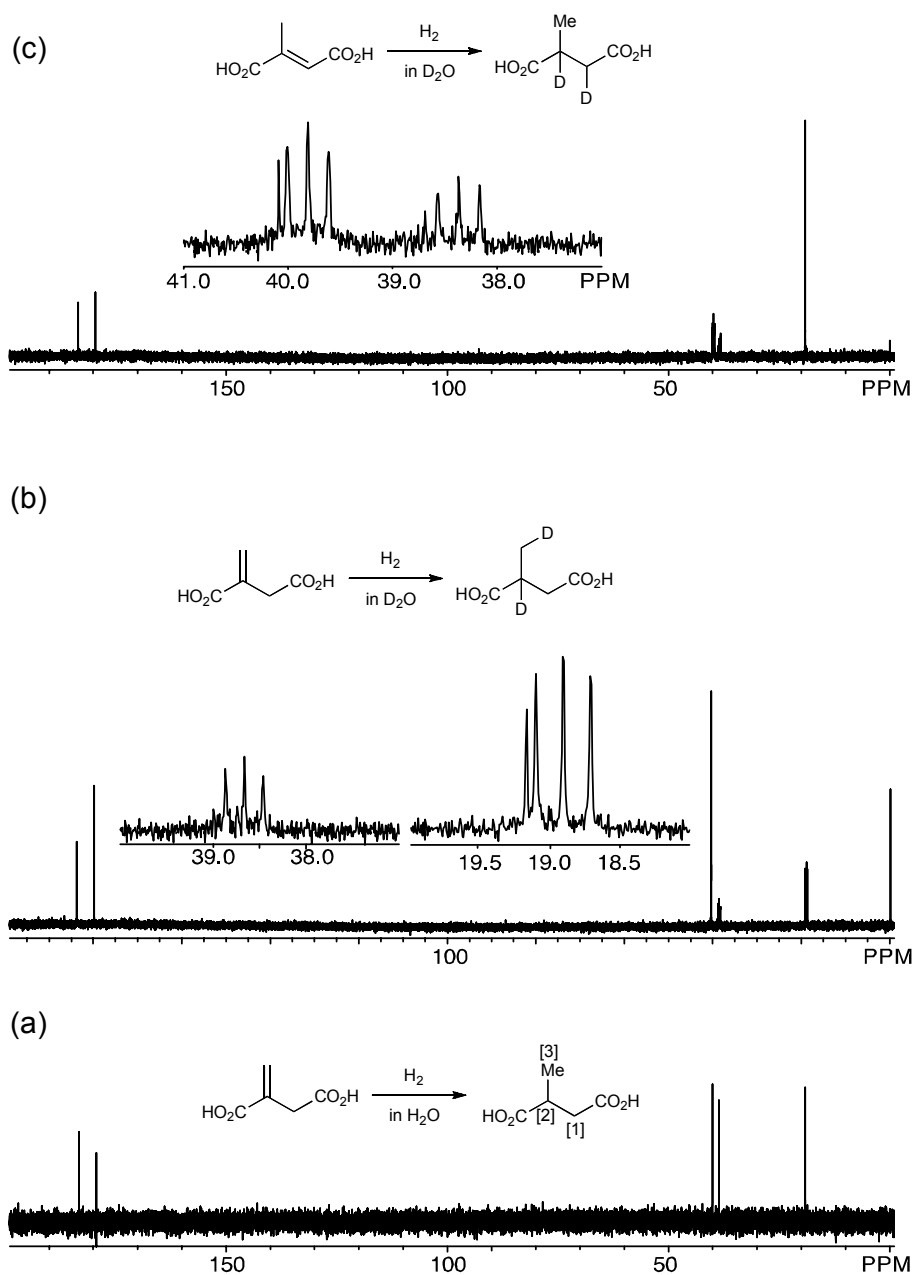 (c)
HO₂C CO₂H H₂ in D₂O Me HO₂C CO₂H D D
41.0 40.0 39.0 38.0 PPM
150 100 50 PPM
(b)
HO₂C CO₂H H₂ in D₂O D HO₂C CO₂H D
39.0 38.0 19.5 19.0 18.5
100 PPM
(a)
HO₂C CO₂H H₂ in H₂O [3] Me HO₂C CO₂H [2] [1]
150 100 50 PPM